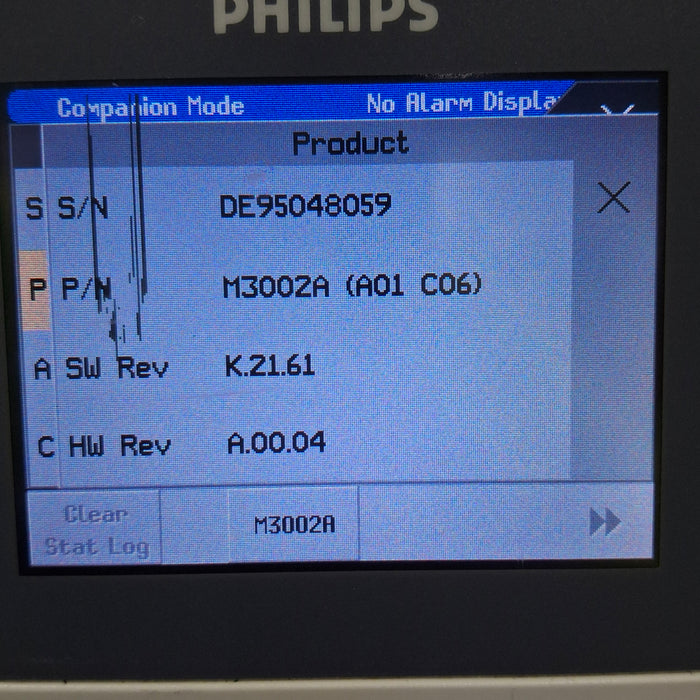 PHILIPS
Companion Mode No Alarm Displa
Product
S S/N DE95048059
P P/N M3002A (A01 C06)
A SW Rev K.21.61
C HW Rev A.00.04
Clear
Stat Log
M3002A